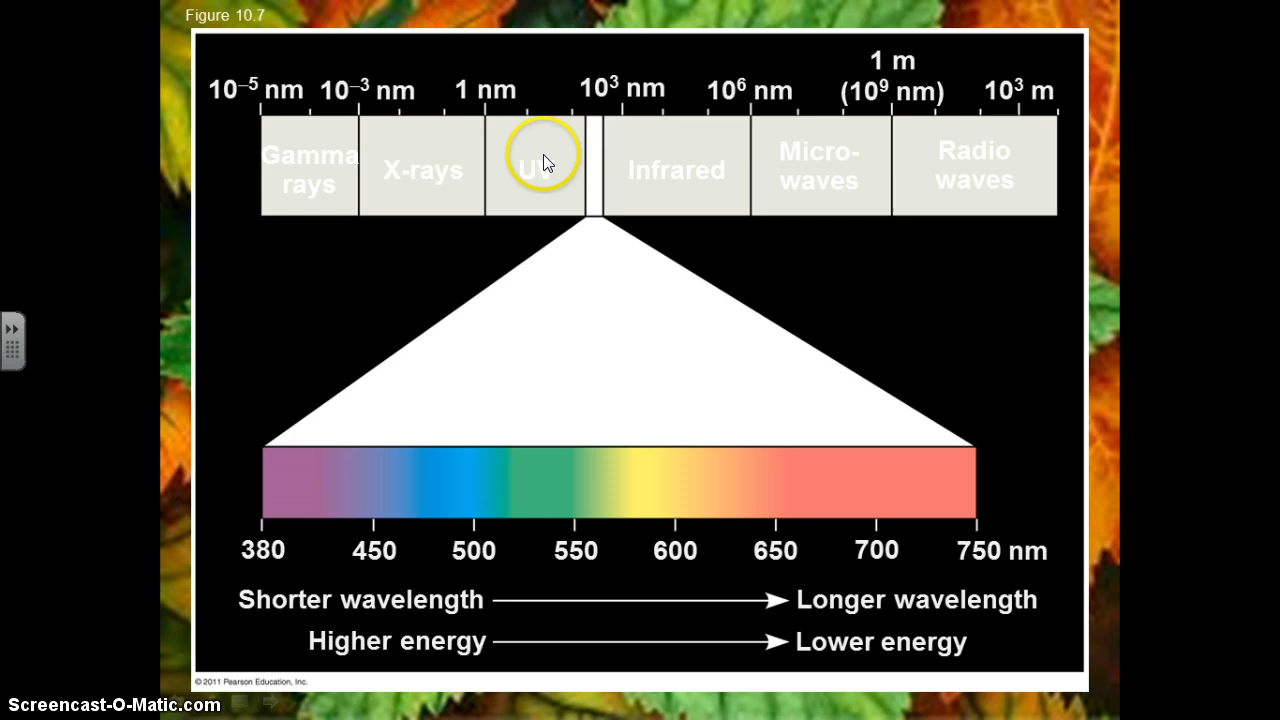 Figure 10.7
1 m
10⁻⁵ nm 10⁻³ nm 1 nm 10³ nm 10⁶ nm (10⁹ nm) 10³ m
Gamma
rays
X-rays
UV
Infrared
Micro-
waves
Radio
waves
380 450 500 550 600 650 700 750 nm
Shorter wavelength Longer wavelength
Higher energy Lower energy
© 2011 Pearson Education, Inc.
Screencast-O-Matic.com